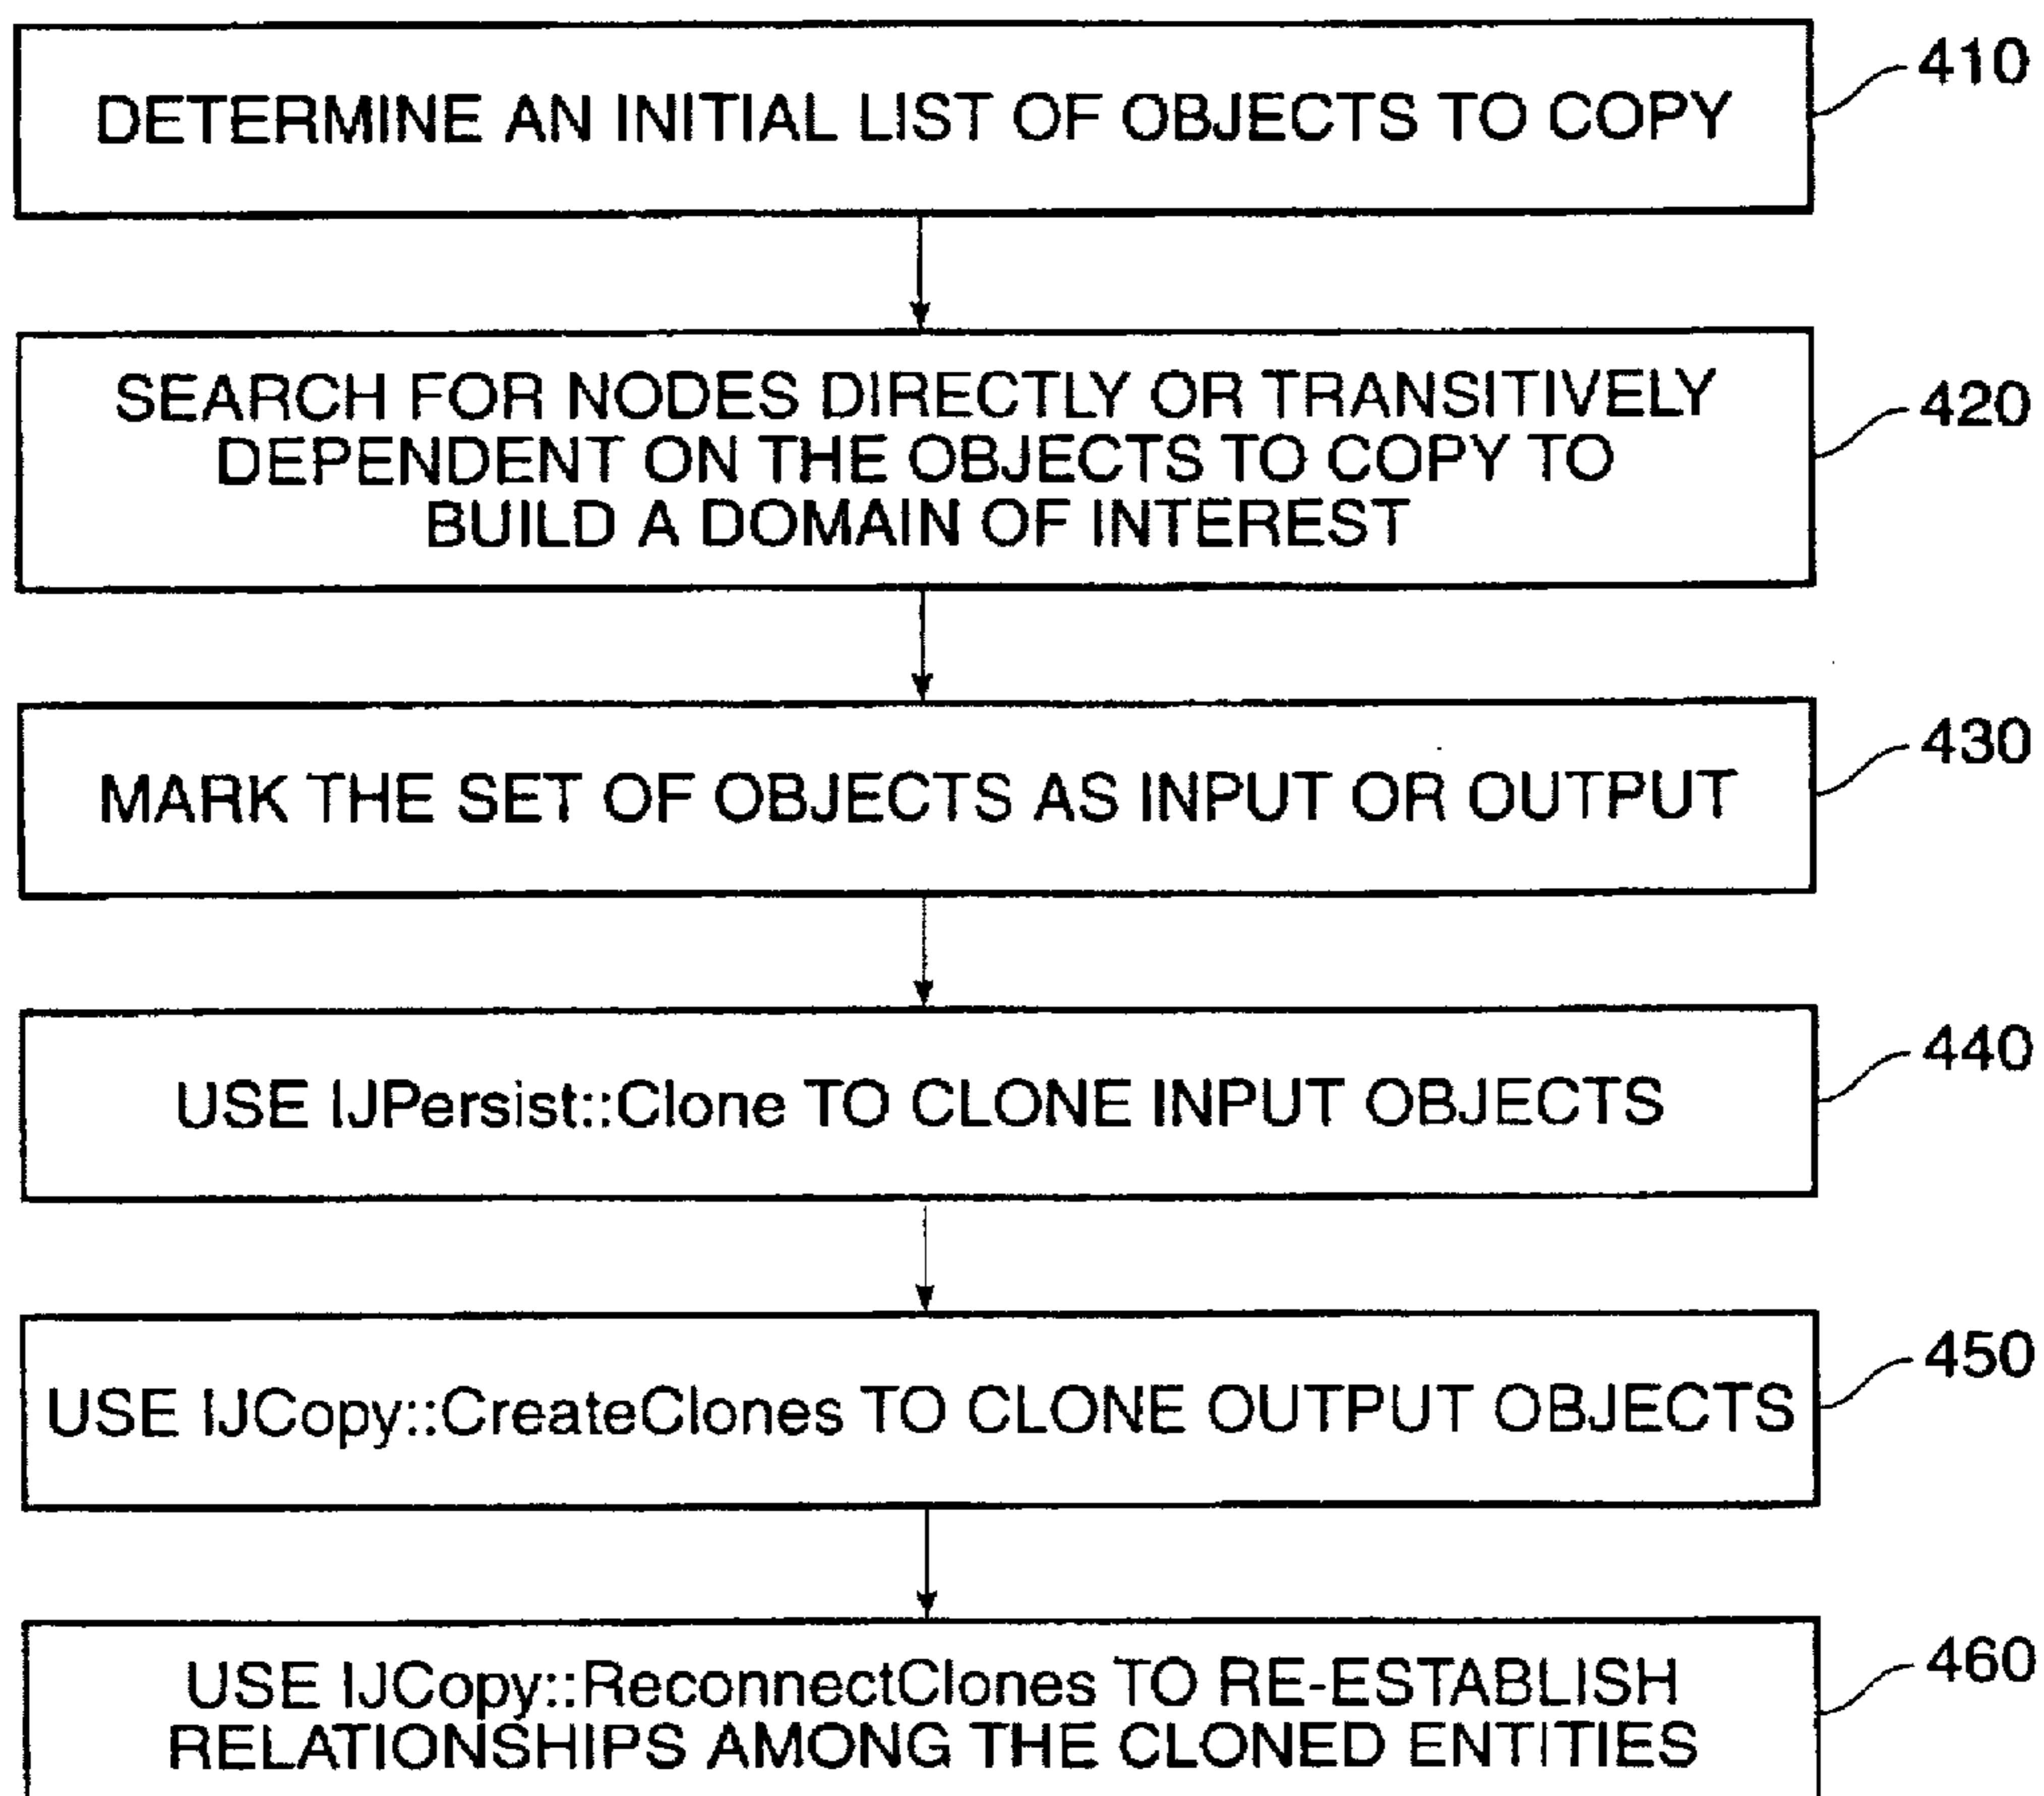 DETERMINE AN INITIAL LIST OF OBJECTS TO COPY
410
SEARCH FOR NODES DIRECTLY OR TRANSITIVELY
DEPENDENT ON THE OBJECTS TO COPY TO
BUILD A DOMAIN OF INTEREST
420
MARK THE SET OF OBJECTS AS INPUT OR OUTPUT
430
USE IJPersist::Clone TO CLONE INPUT OBJECTS
440
USE IJCopy::CreateClones TO CLONE OUTPUT OBJECTS
450
USE IJCopy::ReconnectClones TO RE-ESTABLISH
RELATIONSHIPS AMONG THE CLONED ENTITIES
460